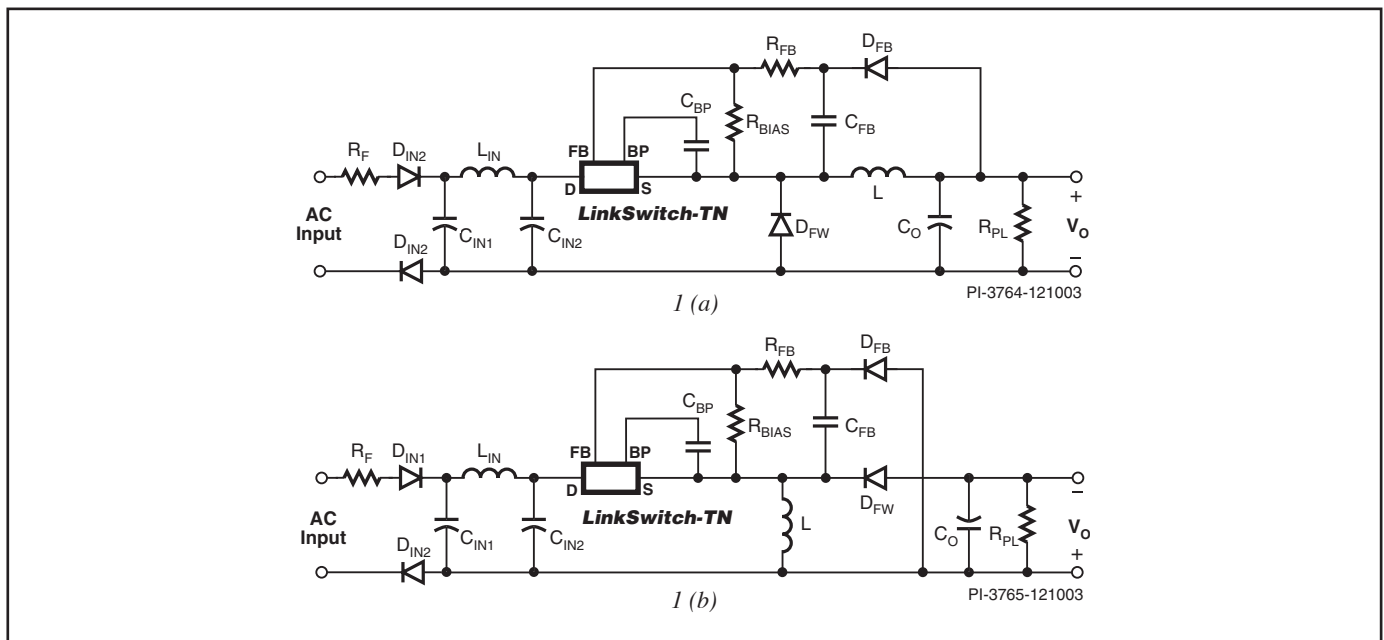 RFB
DFB
CBP
RBIAS
CFB
RF
DIN2
LIN
FB
BP
D
S
L
LinkSwitch-TN
AC
Input
CIN1
CIN2
DFW
CO
RPL
+
VO
–
DIN2
PI-3764-121003
1 (a)
RFB
DFB
CBP
RBIAS
CFB
RF
DIN1
LIN
FB
BP
D
S
DFW
–
LinkSwitch-TN
L
AC
Input
CIN1
CIN2
CO
RPL
VO
+
DIN2
PI-3765-121003
1 (b)